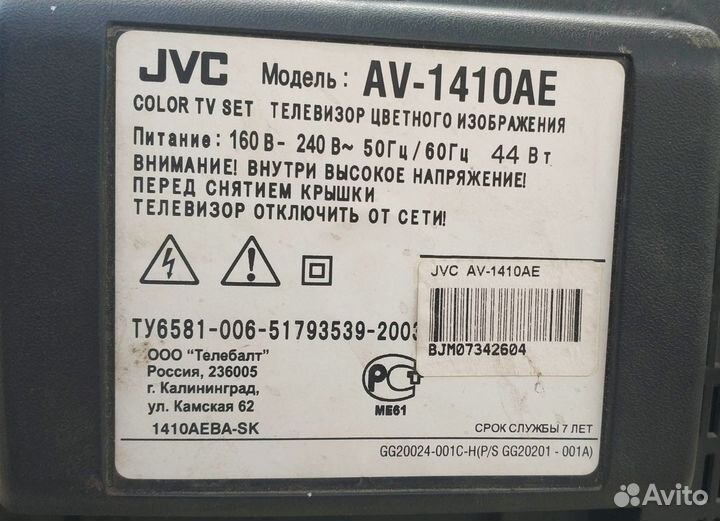 JVC Модель: AV-1410AE
COLOR TV SET ТЕЛЕВИЗОР ЦВЕТНОГО ИЗОБРАЖЕНИЯ
Питание: 160 В- 240 В~ 50Гц/60Гц 44 Вт
ВНИМАНИЕ! ВНУТРИ ВЫСОКОЕ НАПРЯЖЕНИЕ!
ПЕРЕД СНЯТИЕМ КРЫШКИ
ТЕЛЕВИЗОР ОТКЛЮЧИТЬ ОТ СЕТИ!
JVC AV-1410AE
BJM07342604
ТУ6581-006-51793539-2003
ООО "Телебалт"
Россия, 236005
г. Калининград,
ул. Камская 62
1410AEBA-SK
РСТ
ME61
СРОК СЛУЖБЫ 7 ЛЕТ
GG20024-001C-H(P/S GG20201 - 001A)
Avito